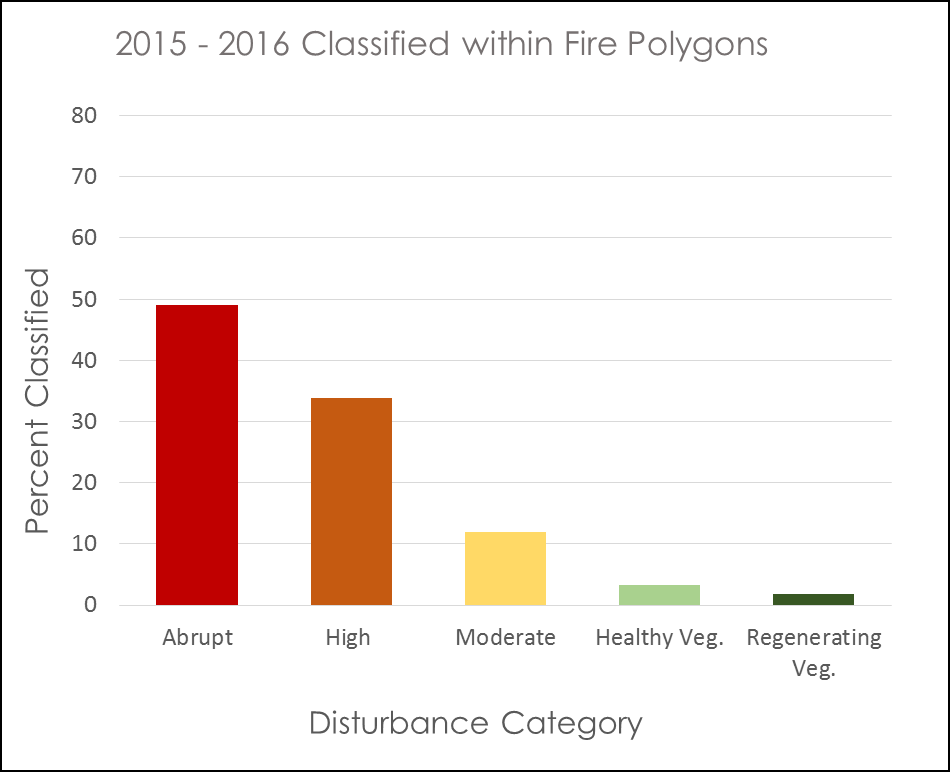 2015 - 2016 Classified within Fire Polygons
80
70
60
50
40
30
20
10
0
Percent Classified
Abrupt
High
Moderate
Healthy Veg.
Regenerating
Veg.
Disturbance Category